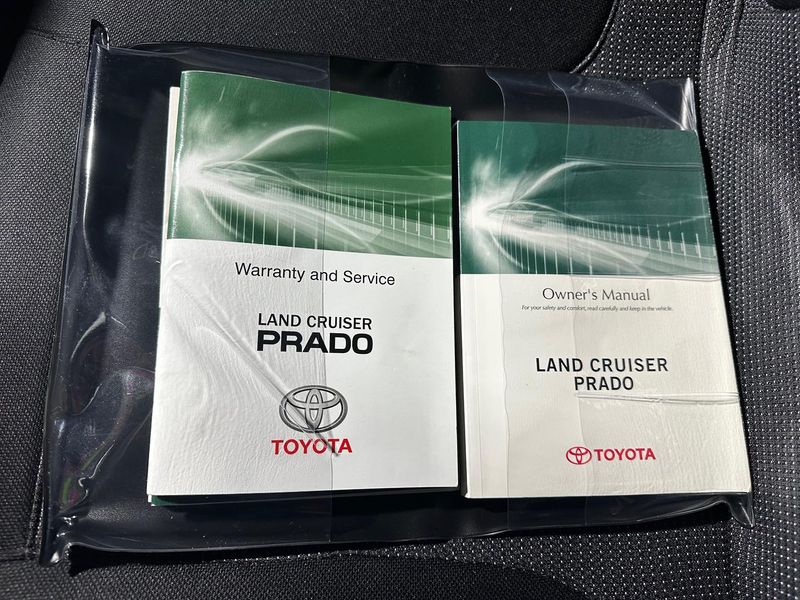 Warranty and Service
LAND CRUISER
PRADO
TOYOTA
Owner's Manual
For your safety and comfort, read carefully and keep in the vehicle.
LAND CRUISER
PRADO
TOYOTA